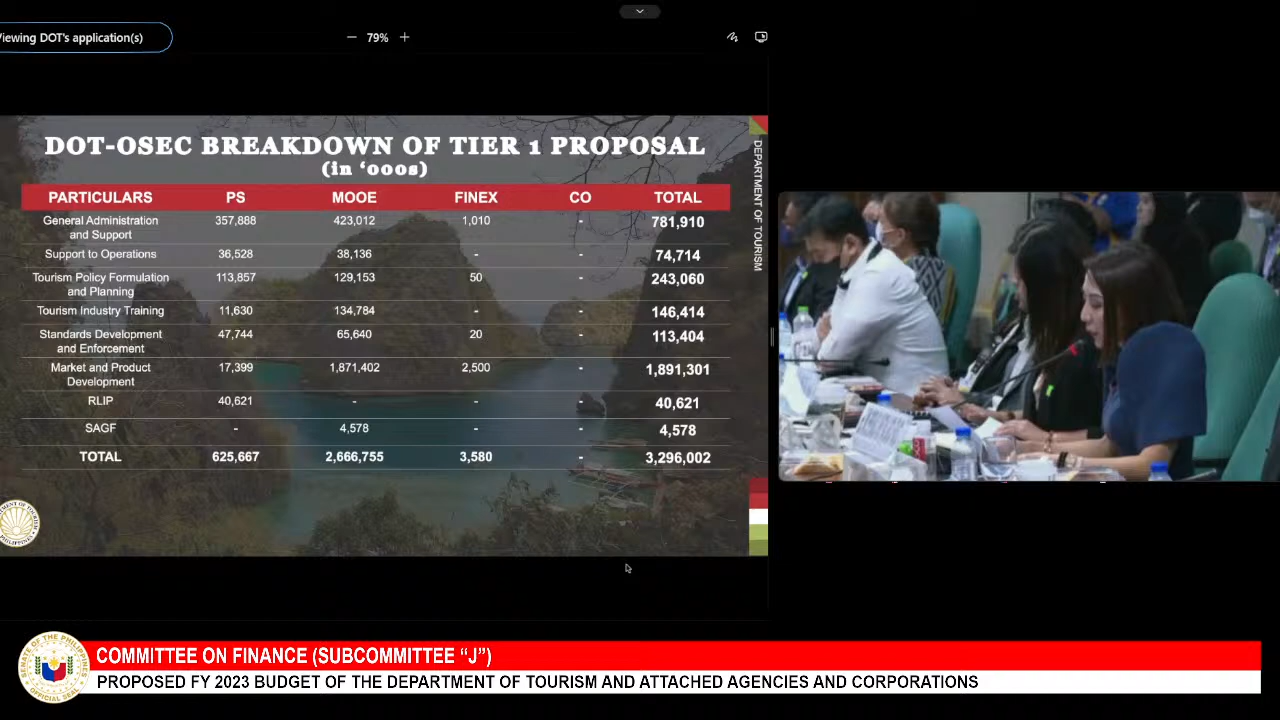 Viewing DOT's application(s)
79%
DOT-OSEC BREAKDOWN OF TIER 1 PROPOSAL
(in ‘000s)
PARTICULARS PS MOOE FINEX CO TOTAL
General Administration
and Support 357,888 423,012 1,010 - 781,910
Support to Operations 36,528 38,136 - - 74,714
Tourism Policy Formulation
and Planning 113,857 129,153 50 - 243,060
Tourism Industry Training 11,630 134,784 - - 146,414
Standards Development
and Enforcement 47,744 65,640 20 - 113,404
Market and Product
Development 17,399 1,871,402 2,500 - 1,891,301
RLIP 40,621 - - - 40,621
SAGF - 4,578 - - 4,578
TOTAL 625,667 2,666,755 3,580 - 3,296,002
DEPARTMENT OF TOURISM
SENATE OF THE PHILIPPINES
OFFICIAL SEAL
COMMITTEE ON FINANCE (SUBCOMMITTEE “J”)
PROPOSED FY 2023 BUDGET OF THE DEPARTMENT OF TOURISM AND ATTACHED AGENCIES AND CORPORATIONS